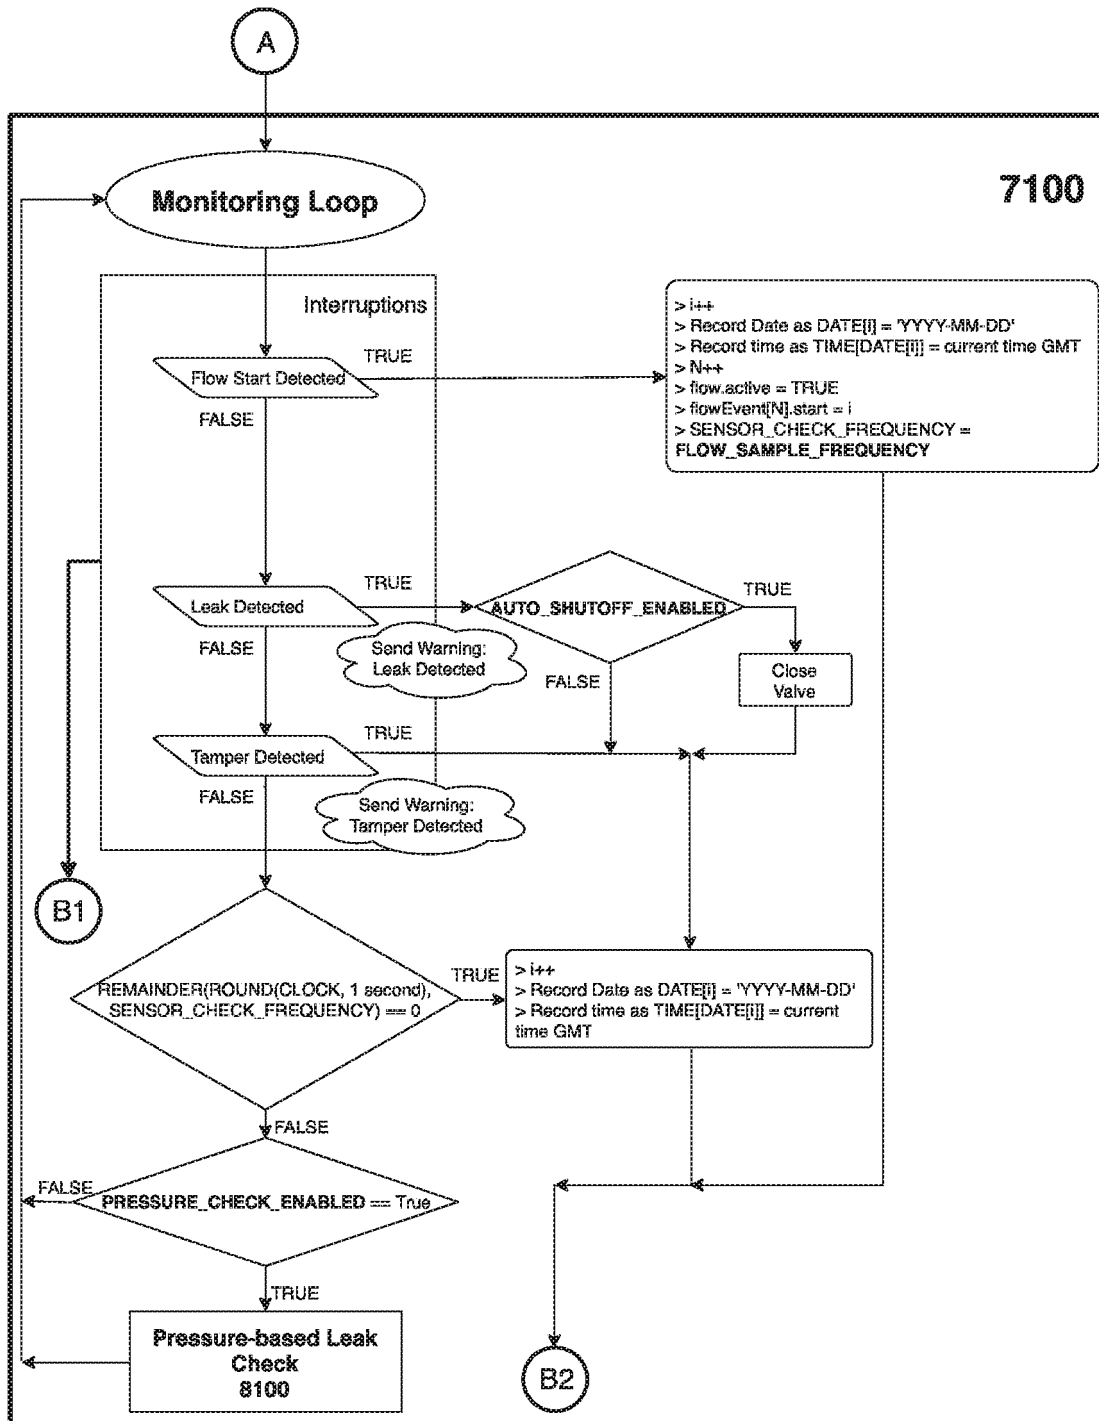 A
Monitoring Loop
7100
Interruptions
> i++
> Record Date as DATE[i] = 'YYYY-MM-DD'
> Record time as TIME[DATE[i]] = current time GMT
> N++
> flow.active = TRUE
> flowEvent[N].start = i
> SENSOR_CHECK_FREQUENCY =
FLOW_SAMPLE_FREQUENCY
TRUE
Flow Start Detected
FALSE
TRUE
Leak Detected
FALSE
AUTO_SHUTOFF_ENABLED
TRUE
Send Warning:
Leak Detected
FALSE
Close
Valve
TRUE
Tamper Detected
FALSE
Send Warning:
Tamper Detected
B1
REMAINDER(ROUND(CLOCK, 1 second),
SENSOR_CHECK_FREQUENCY) == 0
TRUE
> i++
> Record Date as DATE[i] = 'YYYY-MM-DD'
> Record time as TIME[DATE[i]] = current
time GMT
FALSE
FALSE
PRESSURE_CHECK_ENABLED == True
TRUE
Pressure-based Leak
Check
8100
B2